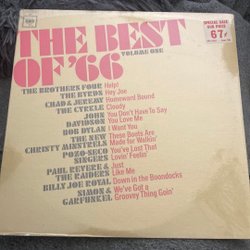 SPECIAL SALE
OUR PRICE
67¢
THE BEST
OF '66
VOLUME ONE
THE BROTHERS FOUR Help!
THE BYRDS Hey Joe
CHAD & JEREMY Homeward Bound
THE CYRKLE Cloudy
JOHN You Don't Have To Say
DAVIDSON You Love Me
BOB DYLAN I Want You
THE NEW These Boots Are
CHRISTY MINSTRELS Made for Walkin'
POZO-SECO You've Lost That
SINGERS Lovin' Feelin'
PAUL REVERE & Just
THE RAIDERS Like Me
BILLY JOE ROYAL Down in the Boondocks
SIMON & We've Got a
GARFUNKEL Groovey Thing Goin'